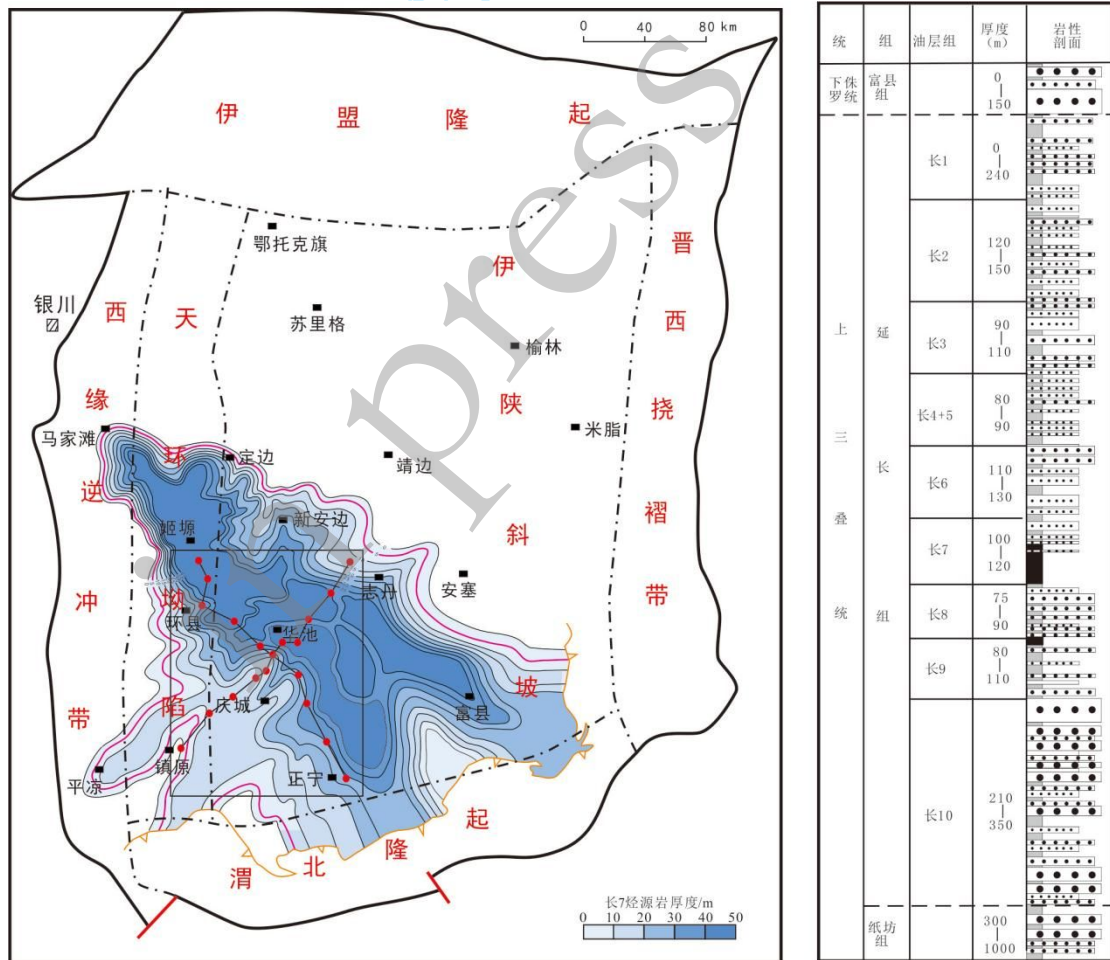 0 40 80 km
伊盟隆起
鄂托克旗
银川
西缘逆冲带
天环坳陷
伊陕斜坡
晋西挠褶带
苏里格
榆林
米脂
马家滩
定边
靖边
姬塬
新安边
志丹
安塞
环县
华池
庆城
富县
镇原
平凉
正宁
渭北隆起
长7烃源岩厚度/m
0 10 20 30 40 50
press
统 组 油层组 厚度(m) 岩性剖面
下侏罗统 富县组 0|150
上三叠统 延长组
长1 0|240
长2 120|150
长3 90|110
长4+5 80|90
长6 110|130
长7 100|120
长8 75|90
长9 80|110
长10 210|350
纸坊组 300|1000